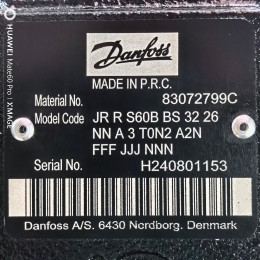 Danfoss
MADE IN P.R.C.
Material No. 83072799C
Model Code JR R S60B BS 32 26
NN A 3 T0N2 A2N
FFF JJJ NNN
Serial No. H240801153
Danfoss A/S. 6430 Nordborg. Denmark
HUAWEI Mate60 Pro | XMAGE